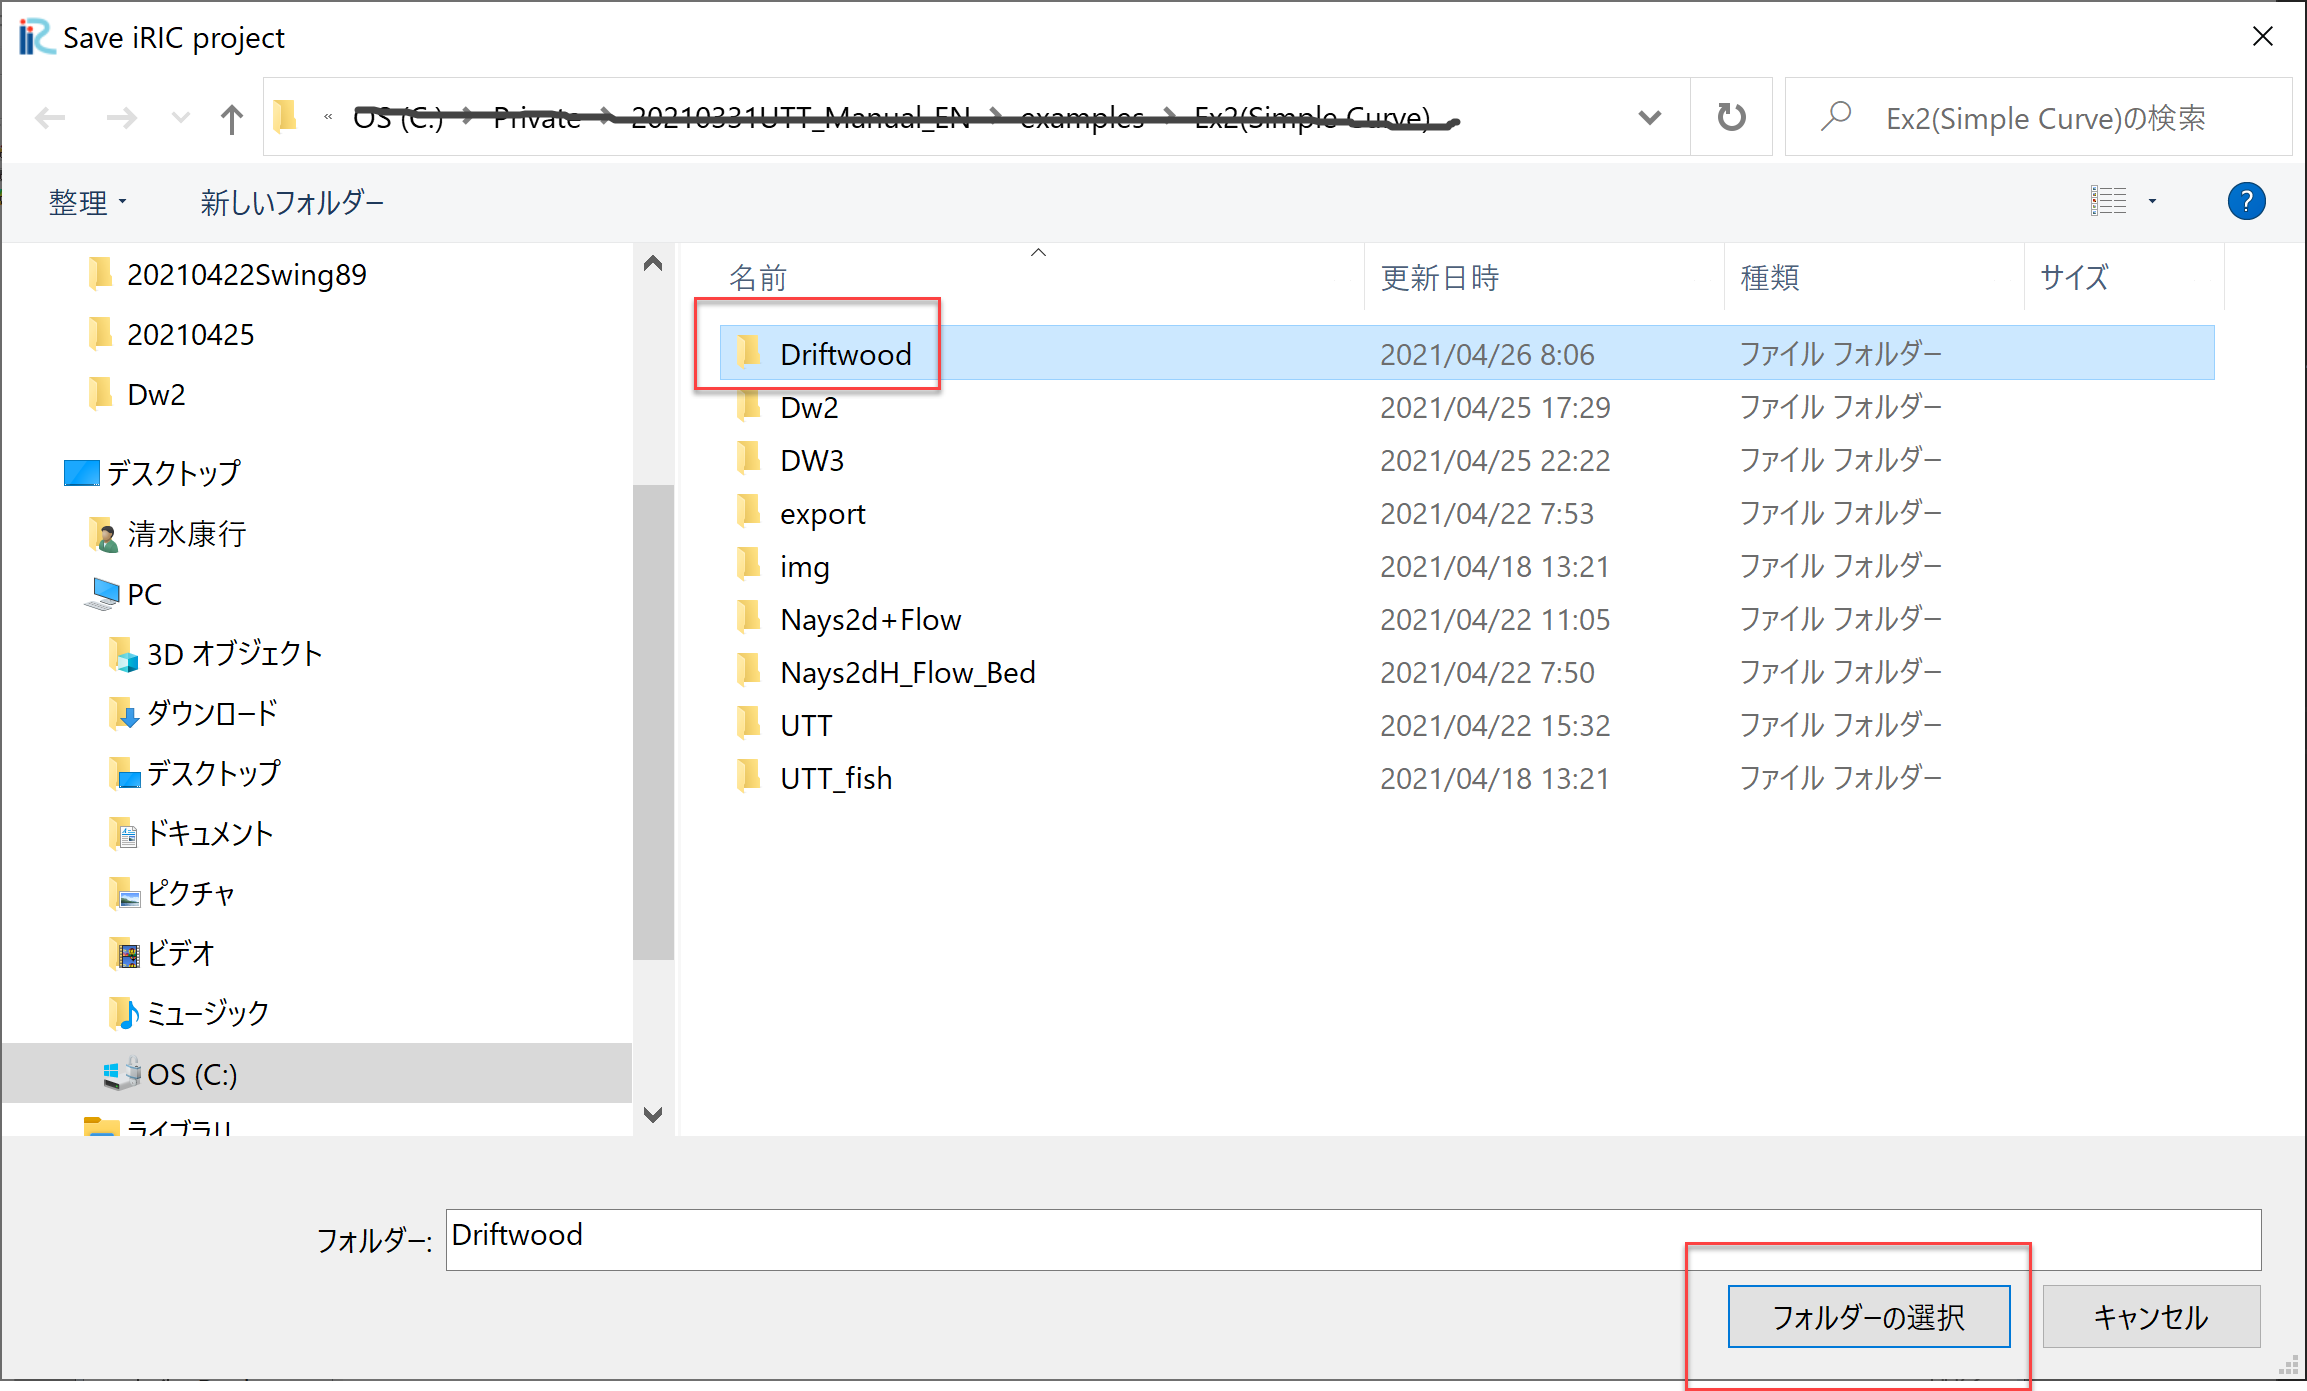 Save iRIC project
« OS (C:) Private 20210331UTT_Manual_EN examples Ex2(Simple Curve) Ex2(Simple Curve)の検索
整理 新しいフォルダー ?
名前 更新日時 種類 サイズ
20210422Swing89
20210425
Dw2
デスクトップ
清水康行
PC
3D オブジェクト
ダウンロード
デスクトップ
ドキュメント
ピクチャ
ビデオ
ミュージック
OS (C:)
ライブラリ
Driftwood 2021/04/26 8:06 ファイル フォルダー
Dw2 2021/04/25 17:29 ファイル フォルダー
DW3 2021/04/25 22:22 ファイル フォルダー
export 2021/04/22 7:53 ファイル フォルダー
img 2021/04/18 13:21 ファイル フォルダー
Nays2d+Flow 2021/04/22 11:05 ファイル フォルダー
Nays2dH_Flow_Bed 2021/04/22 7:50 ファイル フォルダー
UTT 2021/04/22 15:32 ファイル フォルダー
UTT_fish 2021/04/18 13:21 ファイル フォルダー
フォルダー: Driftwood
フォルダーの選択 キャンセル